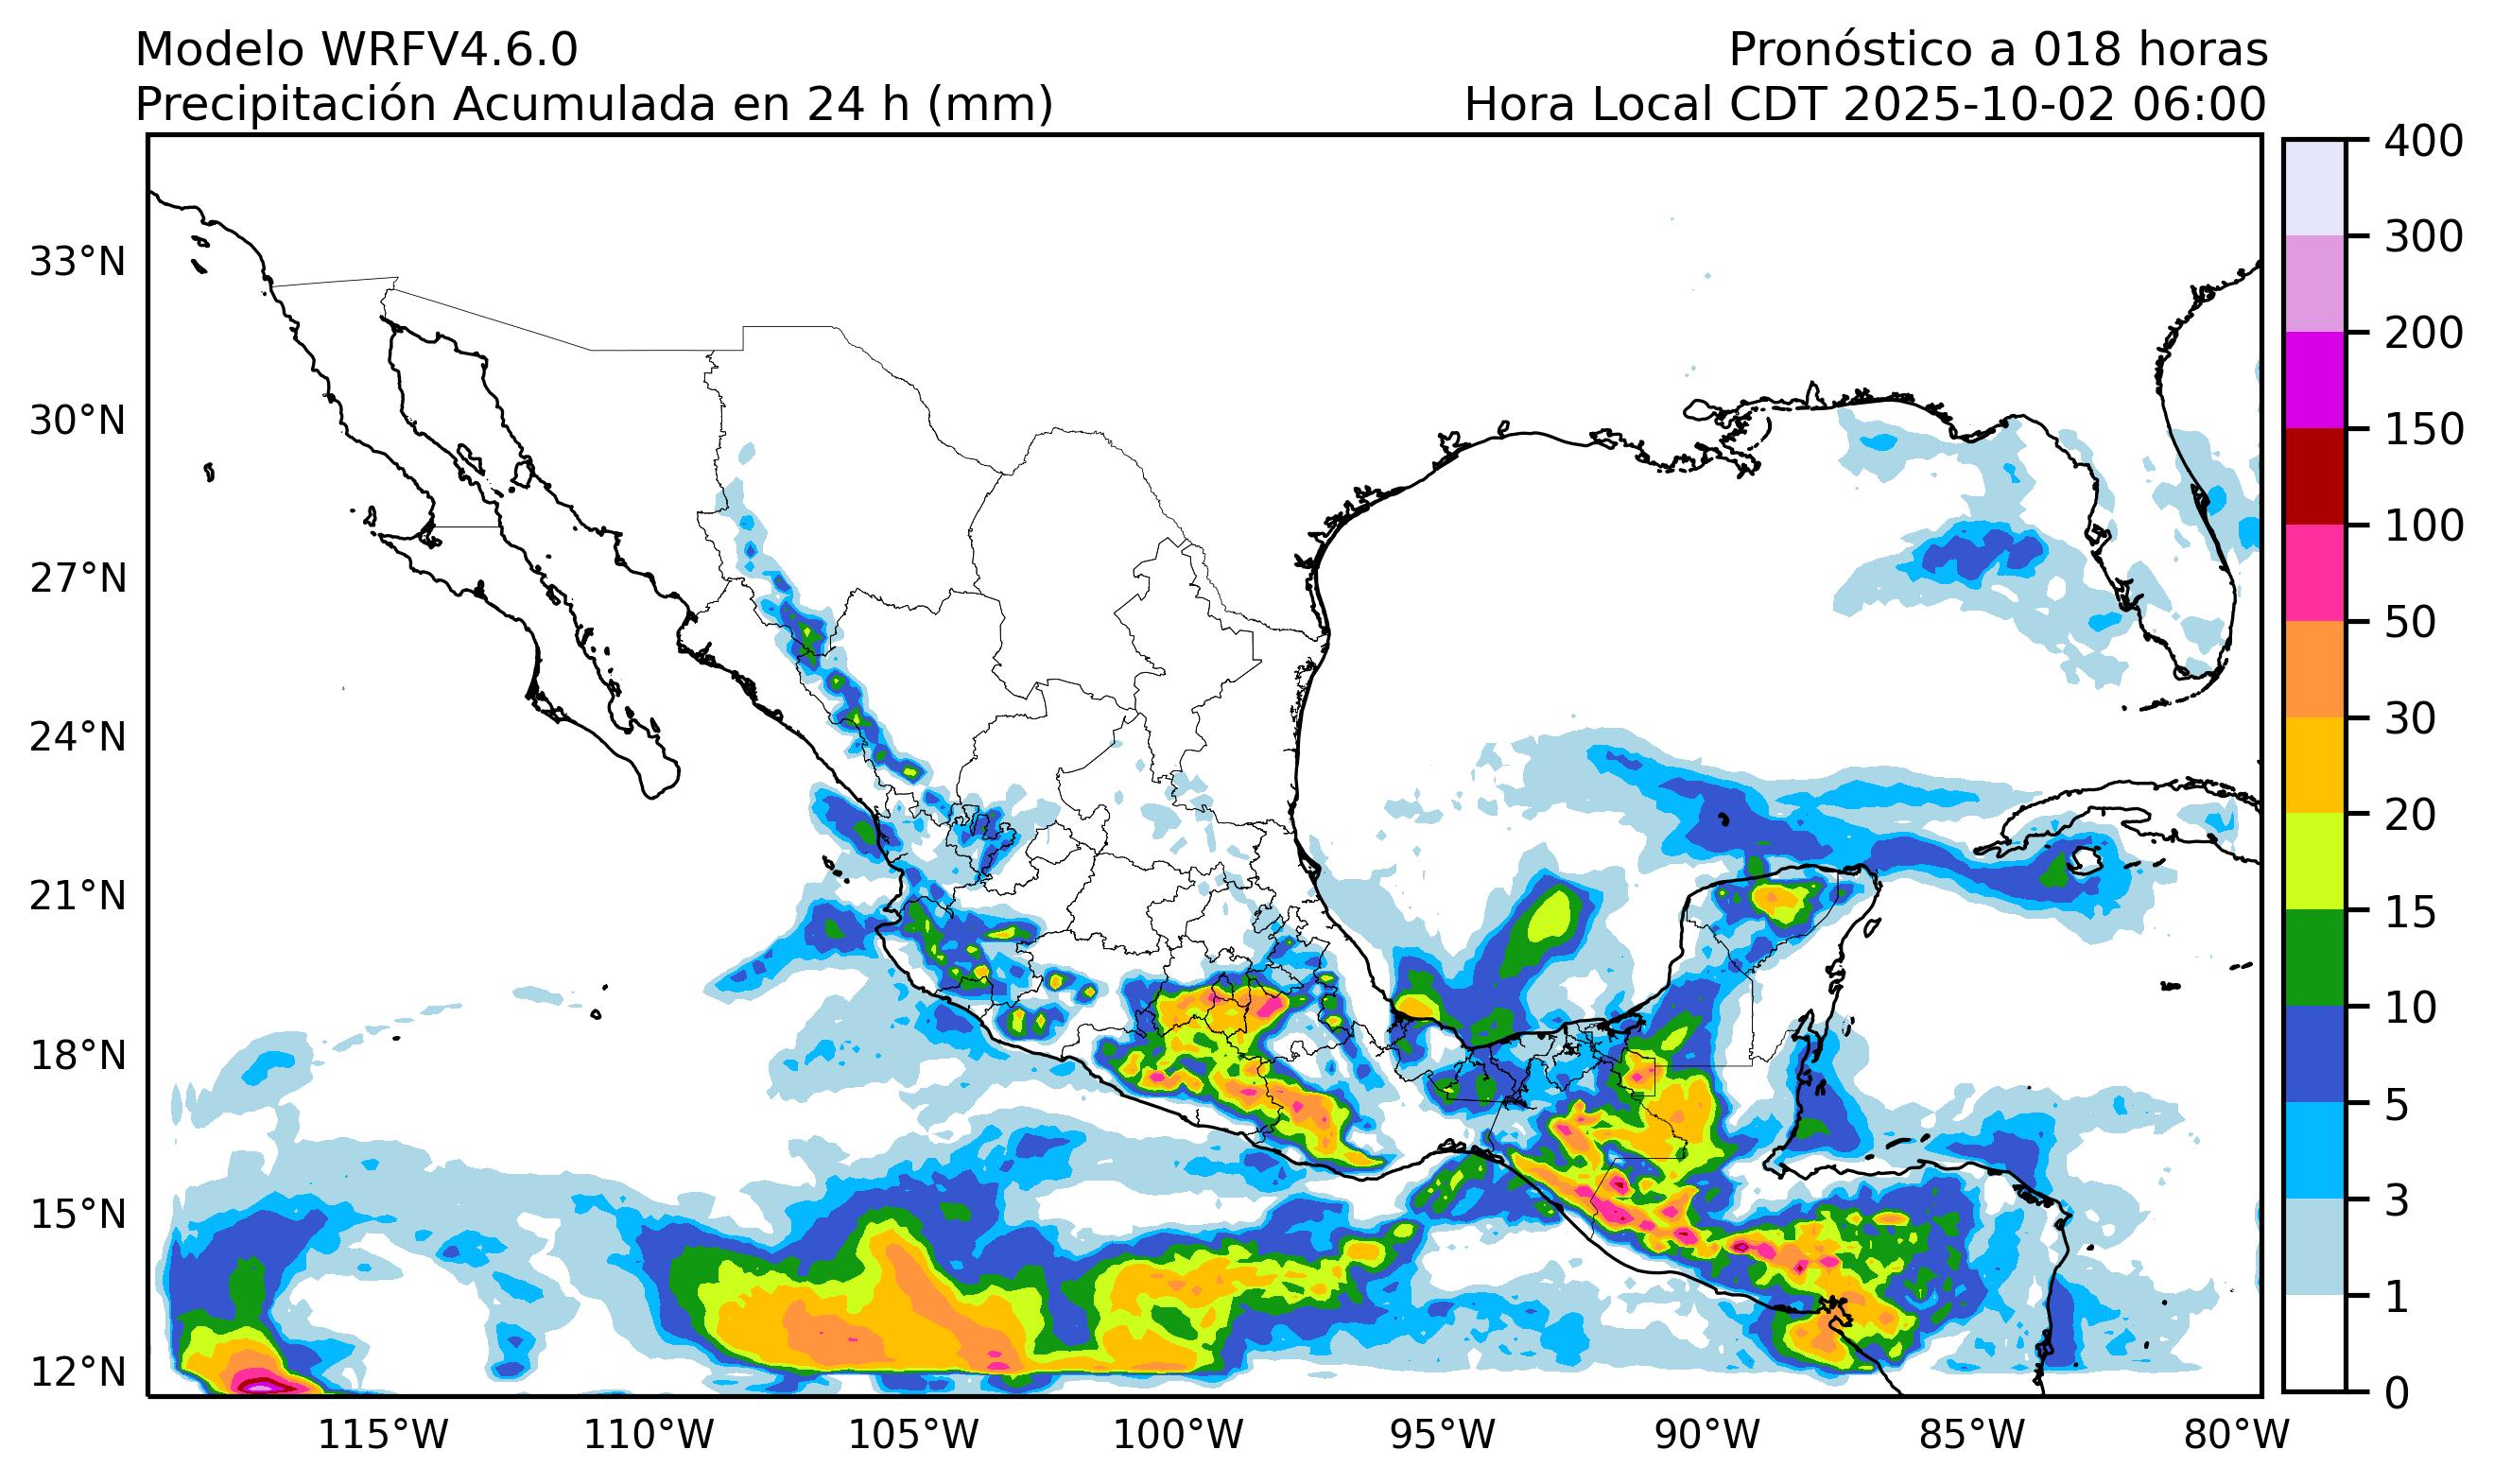 Modelo WRFV4.6.0
Pronóstico a 018 horas
Precipitación Acumulada en 24 h (mm)
Hora Local CDT 2025-10-02 06:00
400
300
200
150
100
50
30
20
15
10
5
3
1
0
33°N
30°N
27°N
24°N
21°N
18°N
15°N
12°N
115°W
110°W
105°W
100°W
95°W
90°W
85°W
80°W